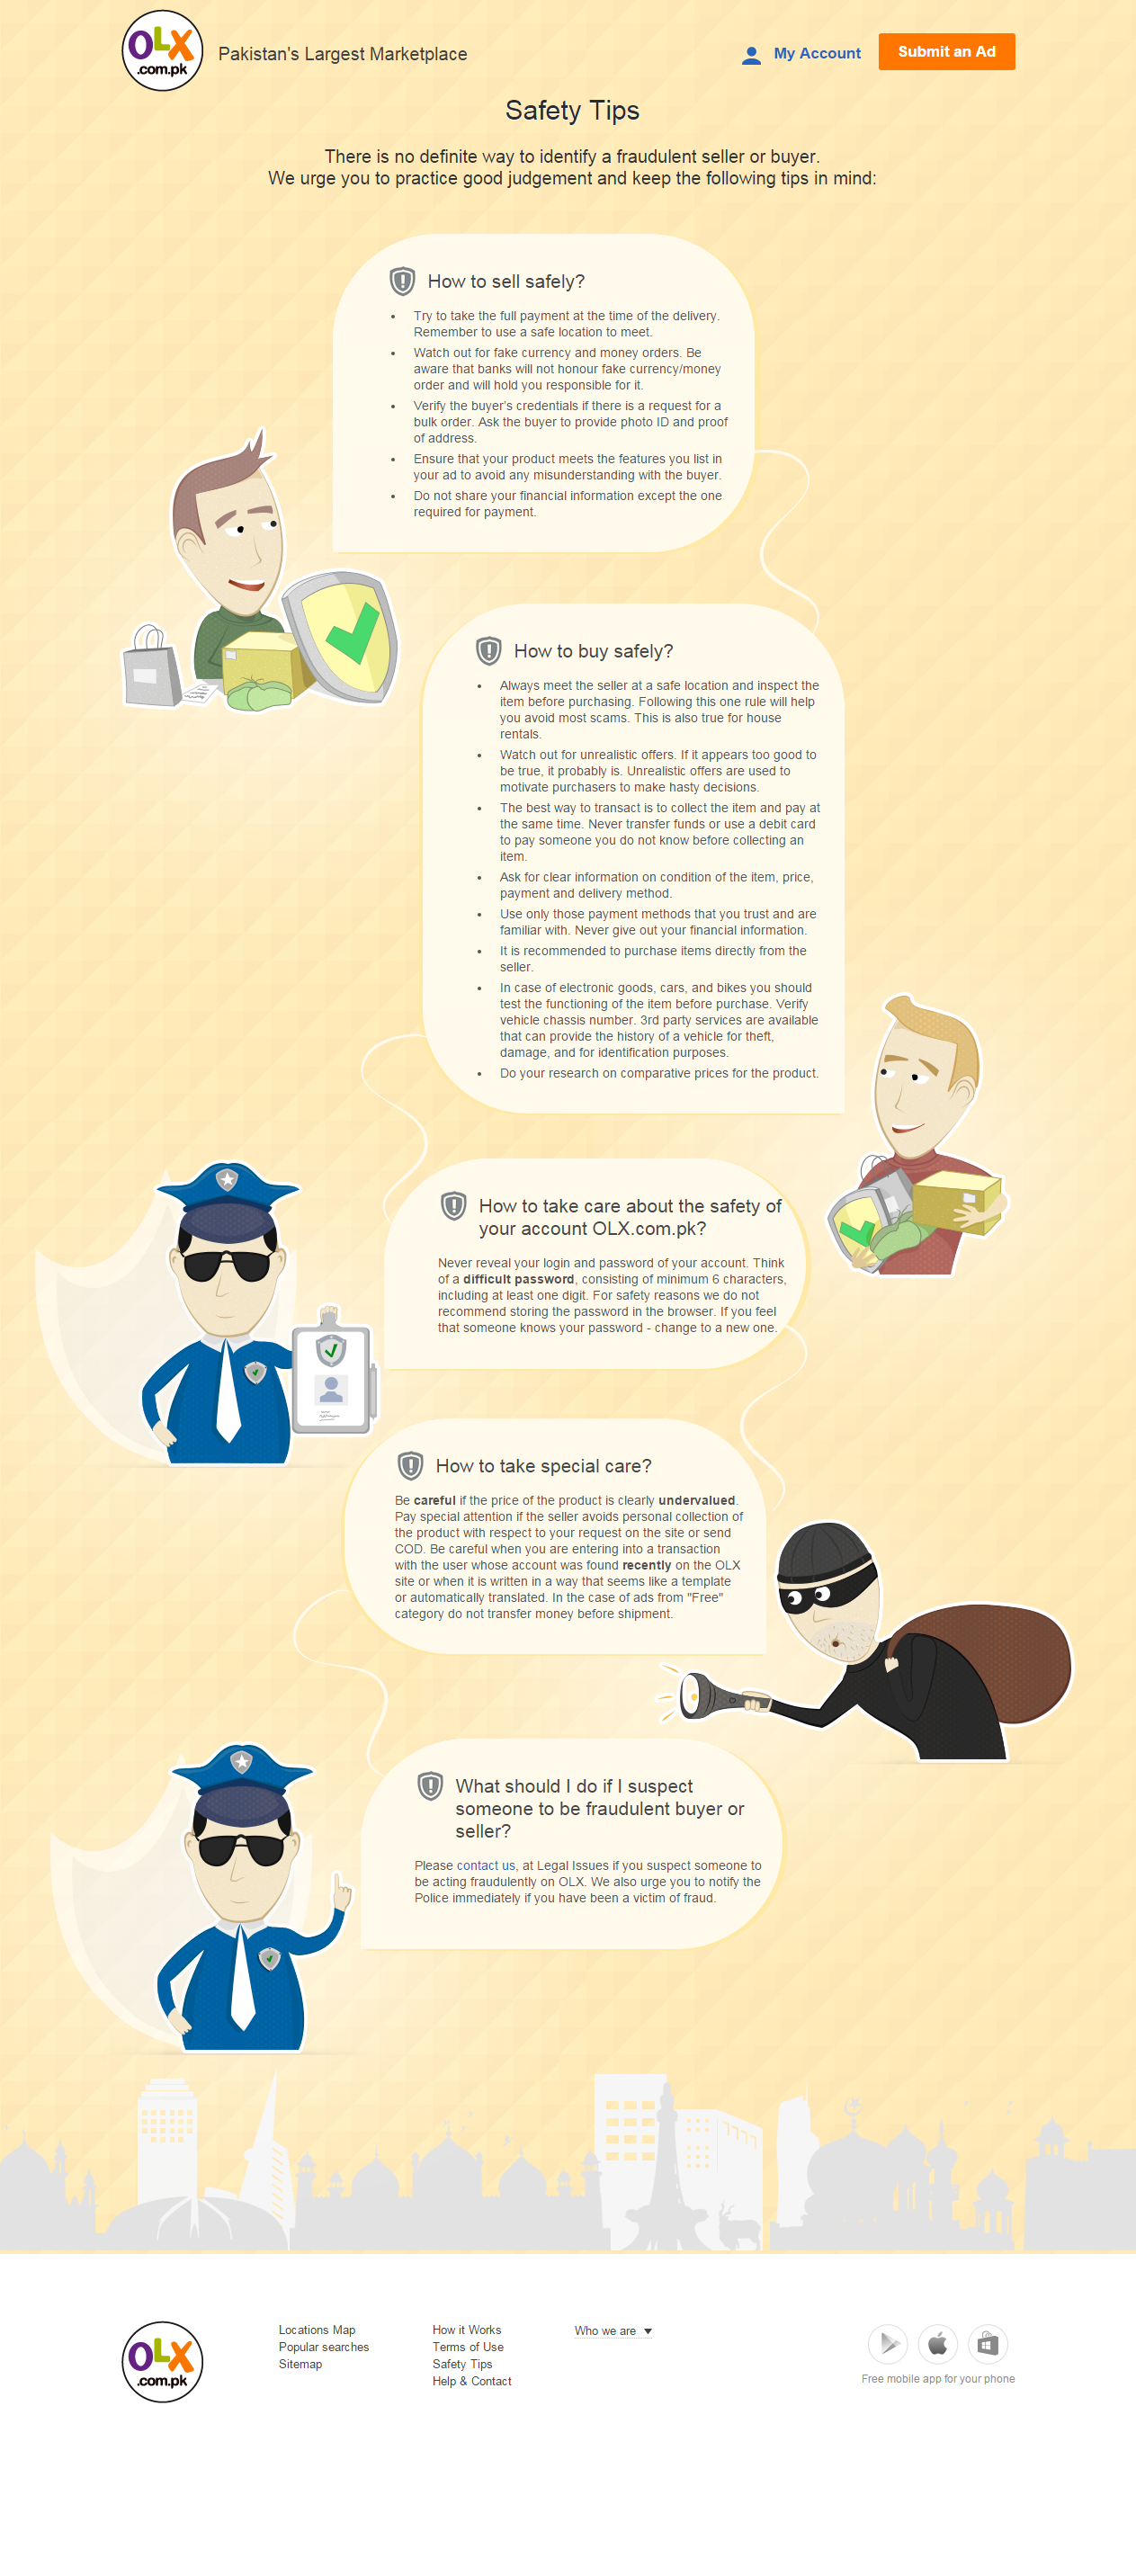 OLX
.com.pk
Pakistan's Largest Marketplace
My Account
Submit an Ad
Safety Tips
There is no definite way to identify a fraudulent seller or buyer.
We urge you to practice good judgement and keep the following tips in mind:
How to sell safely?
• Try to take the full payment at the time of the delivery.
Remember to use a safe location to meet.
• Watch out for fake currency and money orders. Be
aware that banks will not honour fake currency/money
order and will hold you responsible for it.
• Verify the buyer's credentials if there is a request for a
bulk order. Ask the buyer to provide photo ID and proof
of address.
• Ensure that your product meets the features you list in
your ad to avoid any misunderstanding with the buyer.
• Do not share your financial information except the one
required for payment.
How to buy safely?
• Always meet the seller at a safe location and inspect the
item before purchasing. Following this one rule will help
you avoid most scams. This is also true for house
rentals.
• Watch out for unrealistic offers. If it appears too good to
be true, it probably is. Unrealistic offers are used to
motivate purchasers to make hasty decisions.
• The best way to transact is to collect the item and pay at
the same time. Never transfer funds or use a debit card
to pay someone you do not know before collecting an
item.
• Ask for clear information on condition of the item, price,
payment and delivery method.
• Use only those payment methods that you trust and are
familiar with. Never give out your financial information.
• It is recommended to purchase items directly from the
seller.
• In case of electronic goods, cars, and bikes you should
test the functioning of the item before purchase. Verify
vehicle chassis number. 3rd party services are available
that can provide the history of a vehicle for theft,
damage, and for identification purposes.
• Do your research on comparative prices for the product.
How to take care about the safety of
your account OLX.com.pk?
Never reveal your login and password of your account. Think
of a difficult password, consisting of minimum 6 characters,
including at least one digit. For safety reasons we do not
recommend storing the password in the browser. If you feel
that someone knows your password - change to a new one.
How to take special care?
Be careful if the price of the product is clearly undervalued.
Pay special attention if the seller avoids personal collection of
the product with respect to your request on the site or send
COD. Be careful when you are entering into a transaction
with the user whose account was found recently on the OLX
site or when it is written in a way that seems like a template
or automatically translated. In the case of ads from "Free"
category do not transfer money before shipment.
What should I do if I suspect
someone to be fraudulent buyer or
seller?
Please contact us, at Legal Issues if you suspect someone to
be acting fraudulently on OLX. We also urge you to notify the
Police immediately if you have been a victim of fraud.
OLX
.com.pk
Locations Map
Popular searches
Sitemap
How it Works
Terms of Use
Safety Tips
Help & Contact
Who we are
Free mobile app for your phone